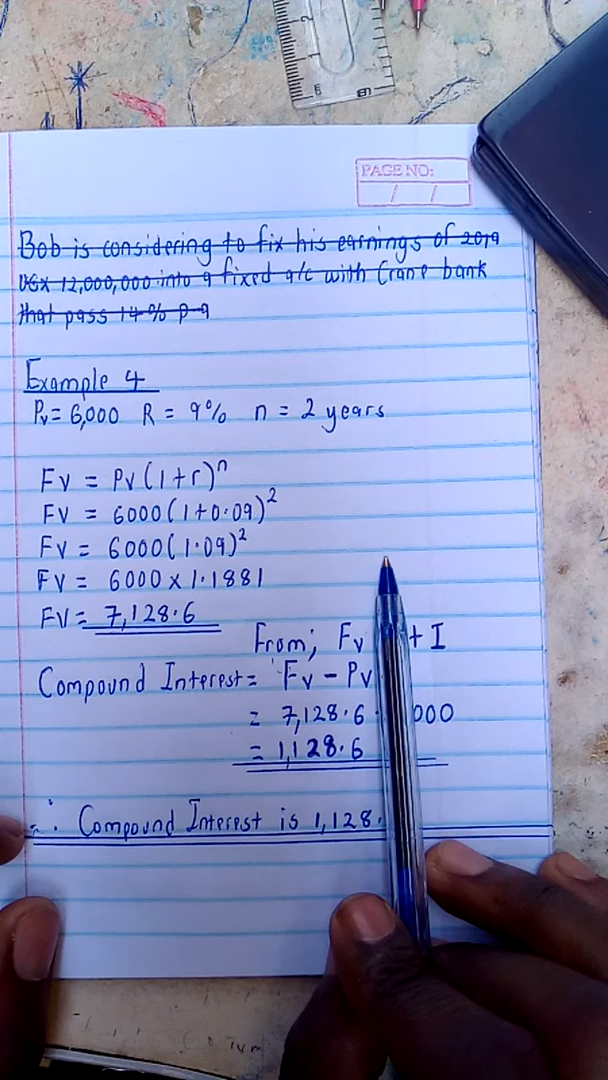 PAGE NO:
/ /
Bob is considering to fix his earnings of 2019
UGX 12,000,000 into a fixed a/c with Crane bank
that pass 14% p-a
Example 4
Pv = 6,000 R = 9% n = 2 years
Fv = Pv(1+r)^n
Fv = 6000(1+0.09)^2
Fv = 6000(1.09)^2
Fv = 6000 x 1.1881
FV = 7,128.6
From; Fv + I
Compound Interest = Fv - Pv
= 7,128.6 000
= 1,128.6
∴ Compound Interest is 1,128.